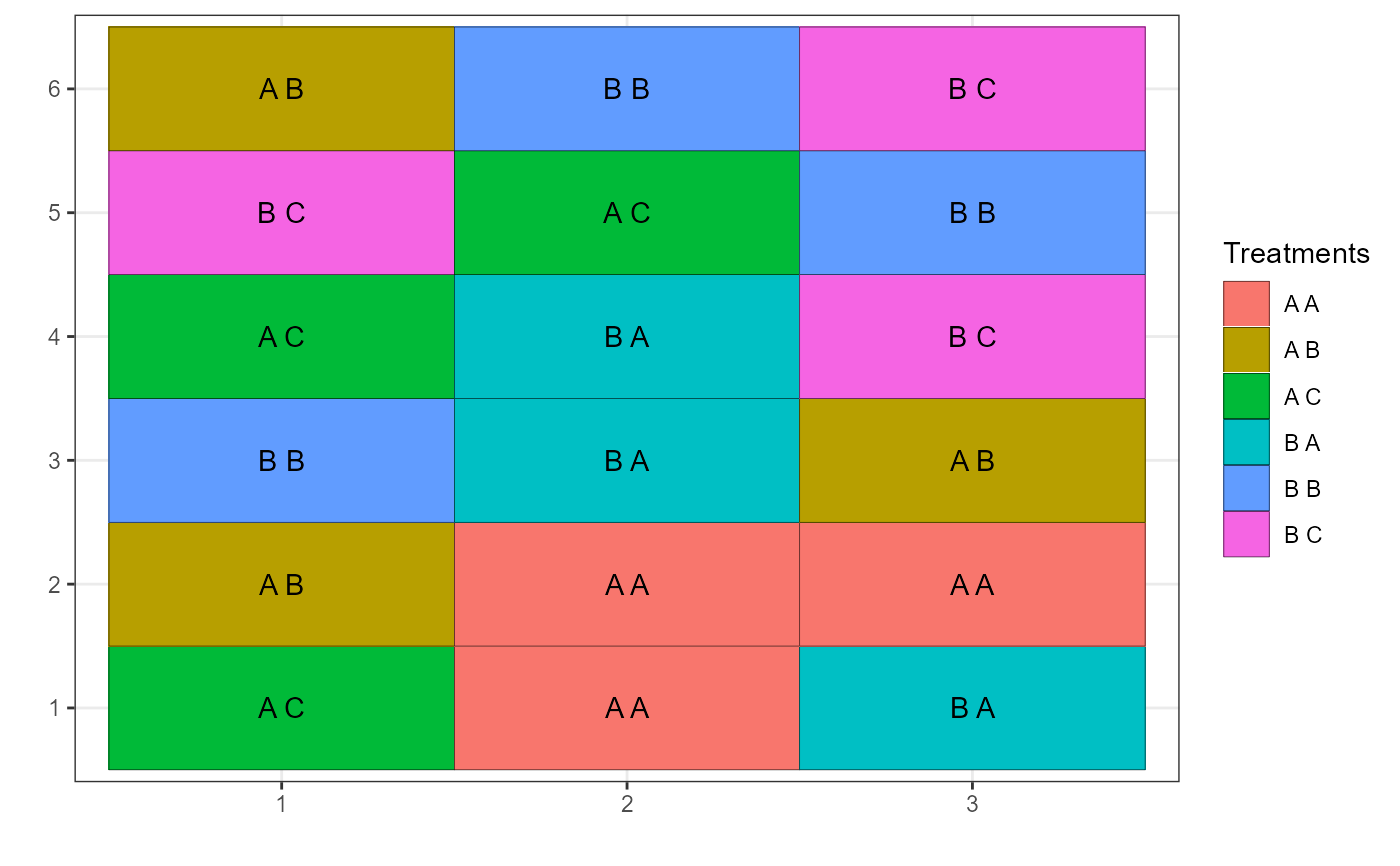 6 A B B B B C
5 B C A C B B
4 A C B A B C
3 B B B A A B
2 A B A A A A
1 A C A A B A
1 2 3
Treatments
A A
A B
A C
B A
B B
B C